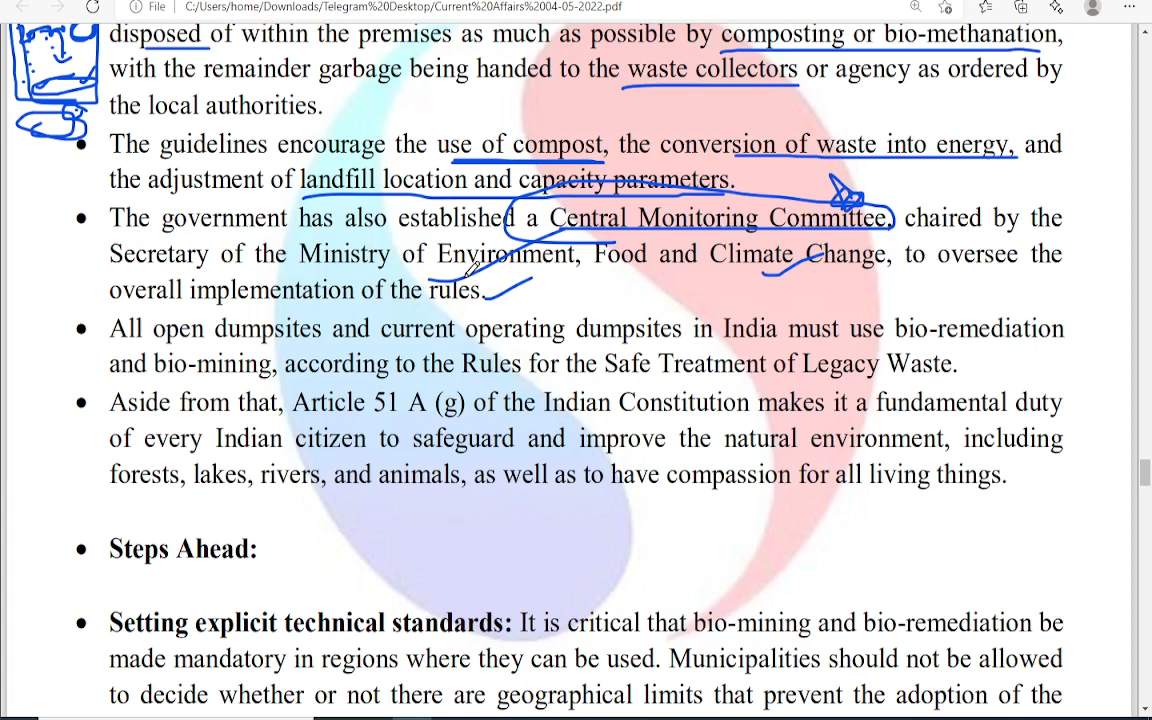 File
C:/Users/home/Downloads/Telegram%20Desktop/Current%20Affairs%2004-05-2022.pdf
disposed of within the premises as much as possible by composting or bio-methanation,
with the remainder garbage being handed to the waste collectors or agency as ordered by
the local authorities.
• The guidelines encourage the use of compost, the conversion of waste into energy, and
the adjustment of landfill location and capacity parameters.
• The government has also established a Central Monitoring Committee, chaired by the
Secretary of the Ministry of Environment, Food and Climate Change, to oversee the
overall implementation of the rules.
• All open dumpsites and current operating dumpsites in India must use bio-remediation
and bio-mining, according to the Rules for the Safe Treatment of Legacy Waste.
• Aside from that, Article 51 A (g) of the Indian Constitution makes it a fundamental duty
of every Indian citizen to safeguard and improve the natural environment, including
forests, lakes, rivers, and animals, as well as to have compassion for all living things.
• Steps Ahead:
• Setting explicit technical standards: It is critical that bio-mining and bio-remediation be
made mandatory in regions where they can be used. Municipalities should not be allowed
to decide whether or not there are geographical limits that prevent the adoption of the